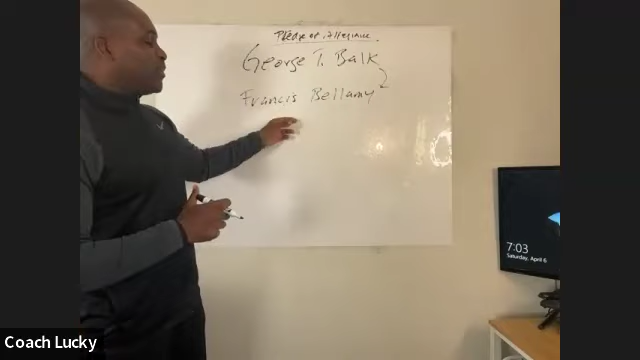 Pledge of Allegiance
George T. Balk
Francis Bellamy
7:03
Saturday, April 6
Coach Lucky